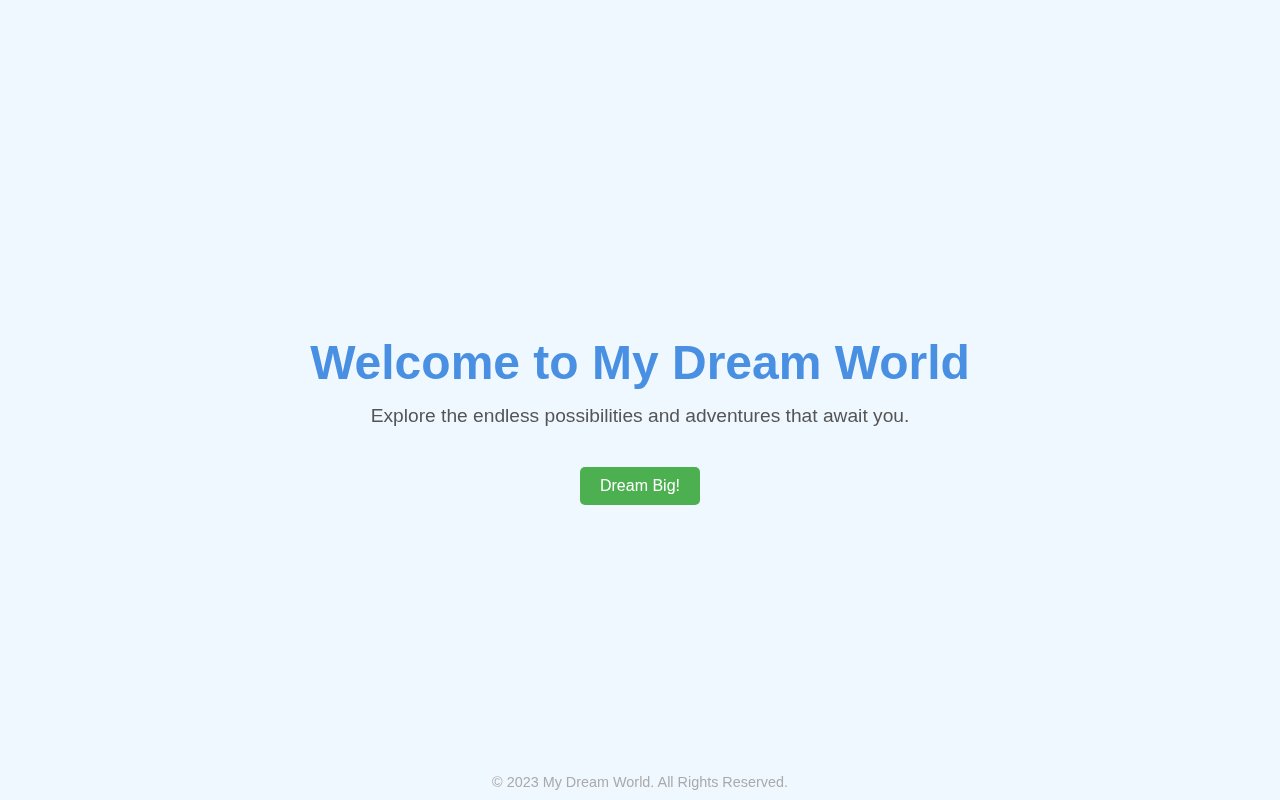 Welcome to My Dream World
Explore the endless possibilities and adventures that await you.
Dream Big!
© 2023 My Dream World. All Rights Reserved.